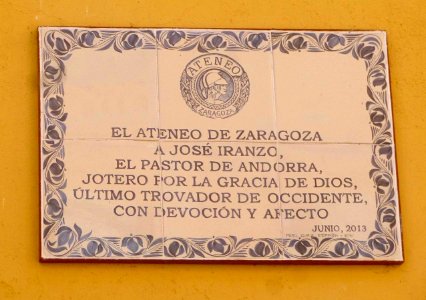 ATENEO
ZARAGOZA
EL ATENEO DE ZARAGOZA
A JOSÉ IRANZO,
EL PASTOR DE ANDORRA,
JOTERO POR LA GRACIA DE DIOS,
ÚLTIMO TROVADOR DE OCCIDENTE,
CON DEVOCIÓN Y AFECTO
JUNIO, 2013